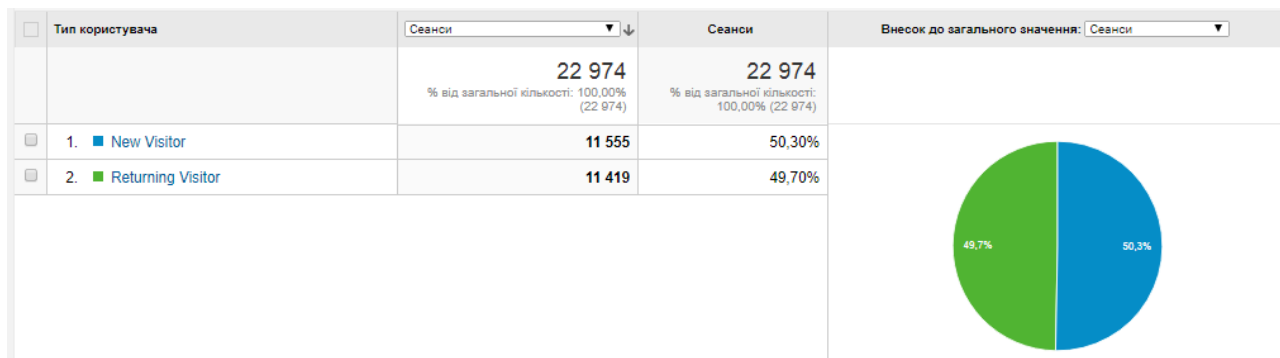 Тип користувача
Сеанси
Сеанси
Внесок до загального значення: Сеанси
22 974
% від загальної кількості: 100,00%
(22 974)
22 974
% від загальної кількості:
100,00% (22 974)
1. New Visitor
11 555
50,30%
2. Returning Visitor
11 419
49,70%
49,7%
50,3%